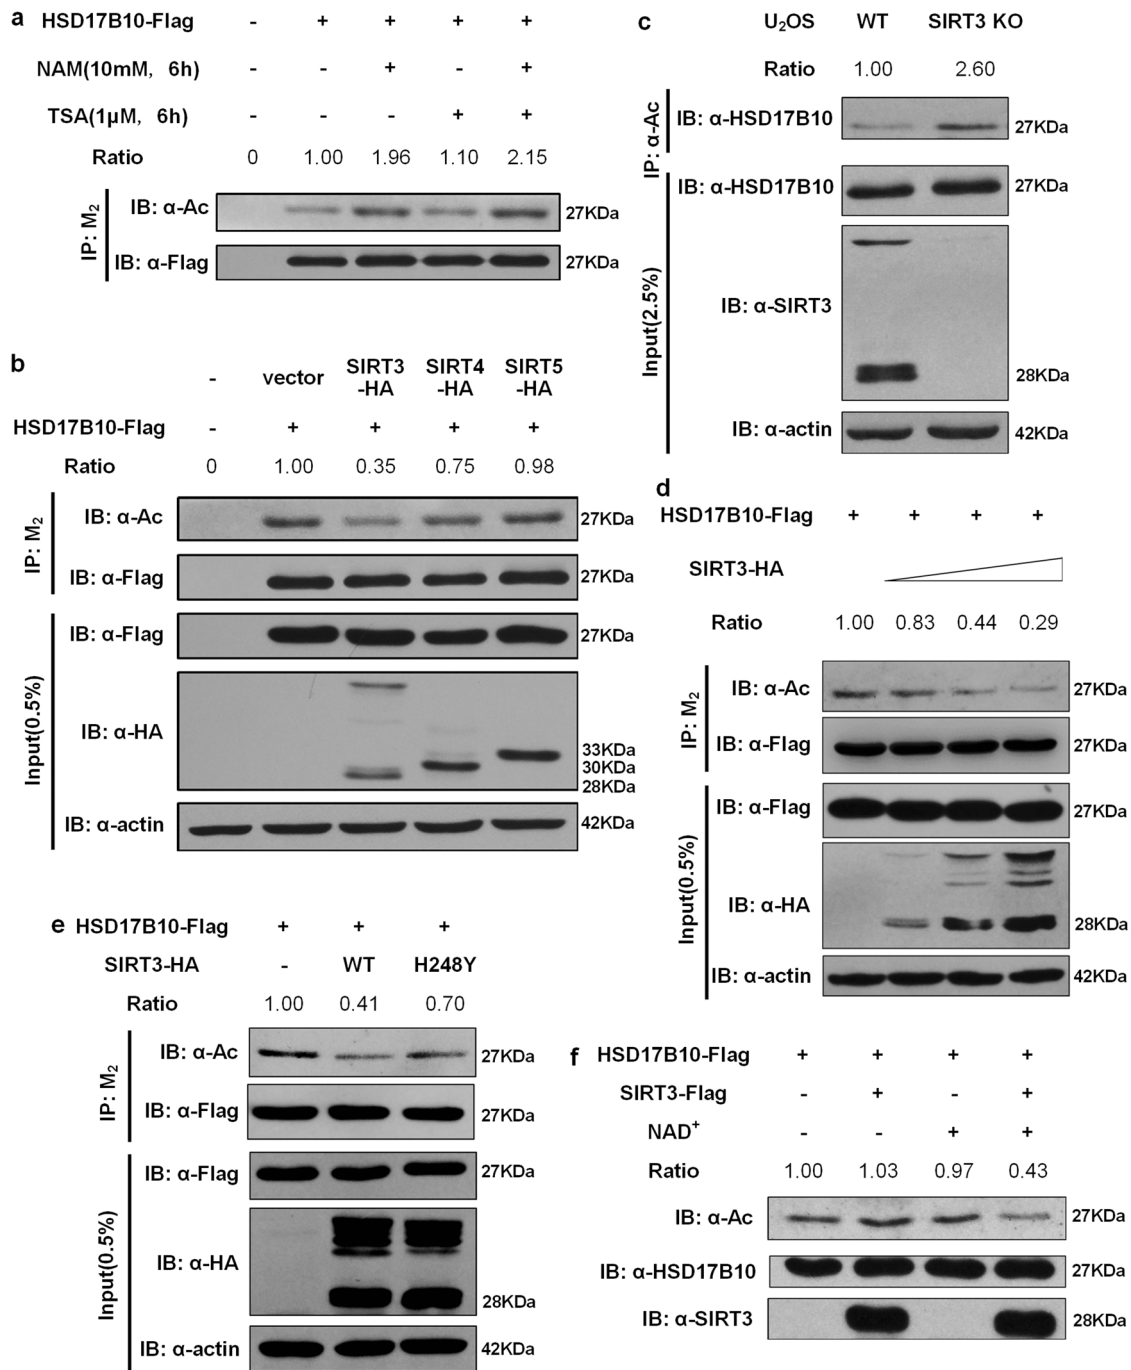 a
HSD17B10-Flag - + + + +
NAM(10mM, 6h) - - + - +
TSA(1μM, 6h) - - - + +
Ratio 0 1.00 1.96 1.10 2.15
IP: M2
IB: α-Ac 27KDa
IB: α-Flag 27KDa
b
- vector SIRT3-HA SIRT4-HA SIRT5-HA
HSD17B10-Flag - + + + +
Ratio 0 1.00 0.35 0.75 0.98
IP: M2
IB: α-Ac 27KDa
IB: α-Flag 27KDa
Input(0.5%)
IB: α-Flag 27KDa
IB: α-HA
33KDa
30KDa
28KDa
IB: α-actin 42KDa
c
U2OS WT SIRT3 KO
Ratio 1.00 2.60
IP: α-Ac
IB: α-HSD17B10 27KDa
Input(2.5%)
IB: α-HSD17B10 27KDa
IB: α-SIRT3
28KDa
IB: α-actin 42KDa
d
HSD17B10-Flag + + + +
SIRT3-HA
Ratio 1.00 0.83 0.44 0.29
IP: M2
IB: α-Ac 27KDa
IB: α-Flag 27KDa
Input(0.5%)
IB: α-Flag 27KDa
IB: α-HA
28KDa
IB: α-actin 42KDa
e
HSD17B10-Flag + + +
SIRT3-HA - WT H248Y
Ratio 1.00 0.41 0.70
IP: M2
IB: α-Ac 27KDa
IB: α-Flag 27KDa
Input(0.5%)
IB: α-Flag 27KDa
IB: α-HA
28KDa
IB: α-actin 42KDa
f
HSD17B10-Flag + + + +
SIRT3-Flag - + - +
NAD+ - - + +
Ratio 1.00 1.03 0.97 0.43
IB: α-Ac 27KDa
IB: α-HSD17B10 27KDa
IB: α-SIRT3 28KDa